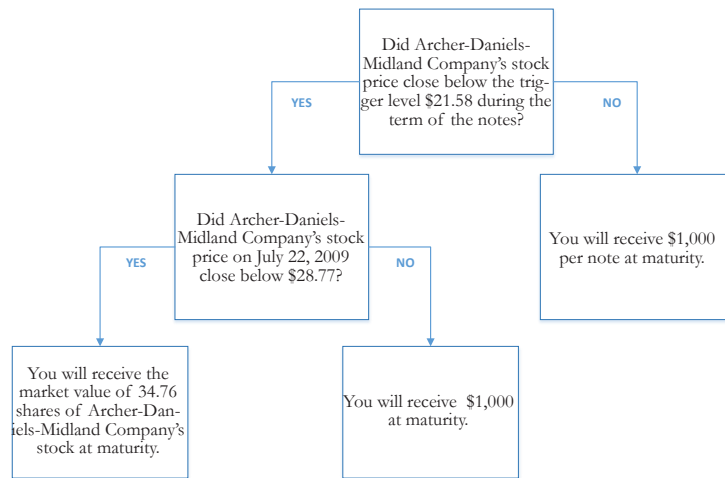 Did Archer-Daniels-
Midland Company's stock
price close below the trig-
ger level $21.58 during the
term of the notes?
YES
NO
Did Archer-Daniels-
Midland Company's stock
price on July 22, 2009
close below $28.77?
You will receive $1,000
per note at maturity.
YES
NO
You will receive the
market value of 34.76
shares of Archer-Dan-
iels-Midland Company's
stock at maturity.
You will receive $1,000
at maturity.